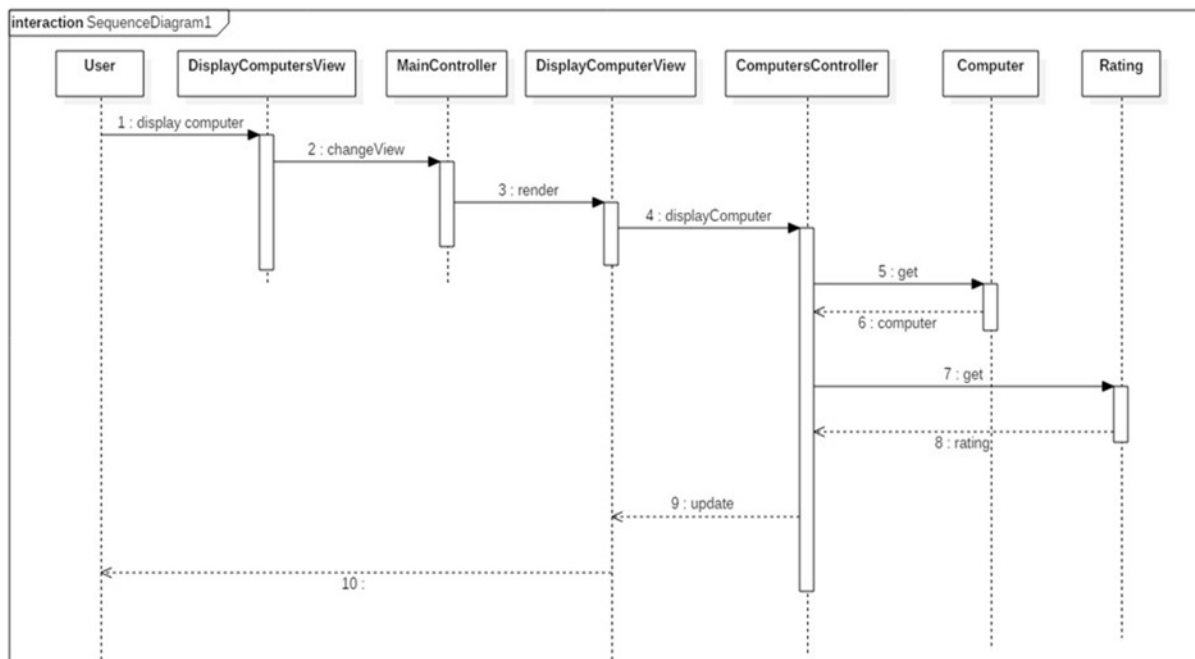 interaction SequenceDiagram1
User
DisplayComputersView
MainController
DisplayComputerView
ComputersController
Computer
Rating
1 : display computer
2 : changeView
3 : render
4 : displayComputer
5 : get
6 : computer
7 : get
8 : rating
9 : update
10 :